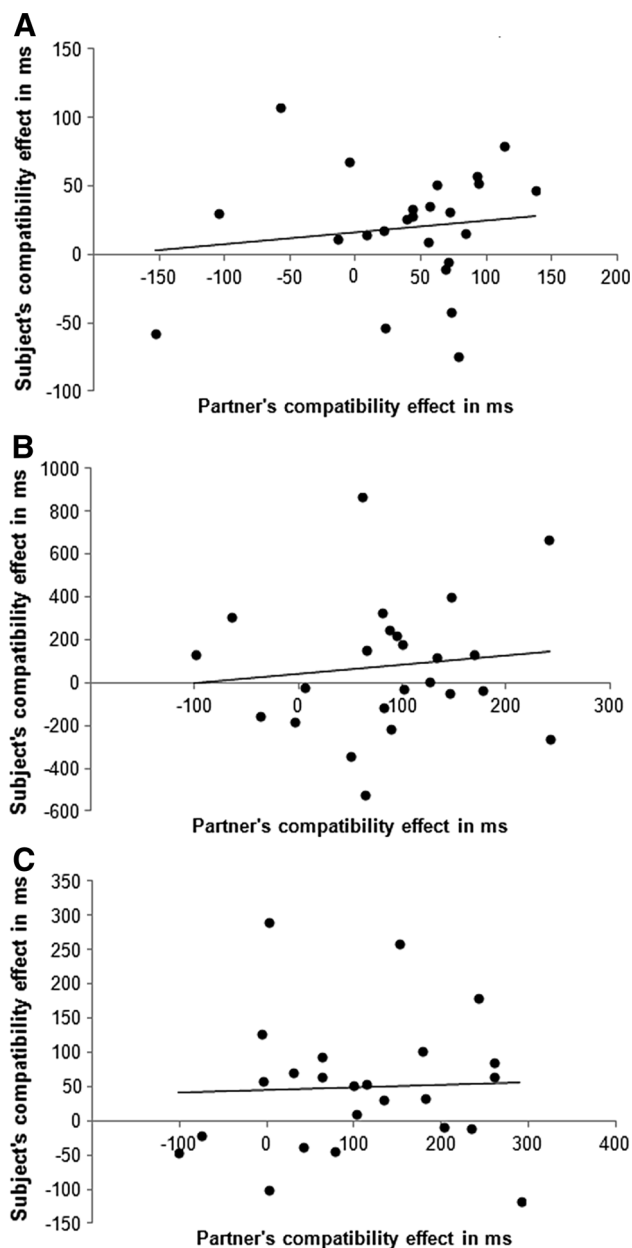 A
Subject's compatibility effect in ms
150
100
50
0
-50
-100
-150 -100 -50 0 50 100 150 200
Partner's compatibility effect in ms
B
Subject's compatibility effect in ms
1000
800
600
400
200
0
-200
-400
-600
-100 0 100 200 300
Partner's compatibility effect in ms
C
Subject's compatibility effect in ms
350
300
250
200
150
100
50
0
-50
-100
-150
-100 0 100 200 300 400
Partner's compatibility effect in ms